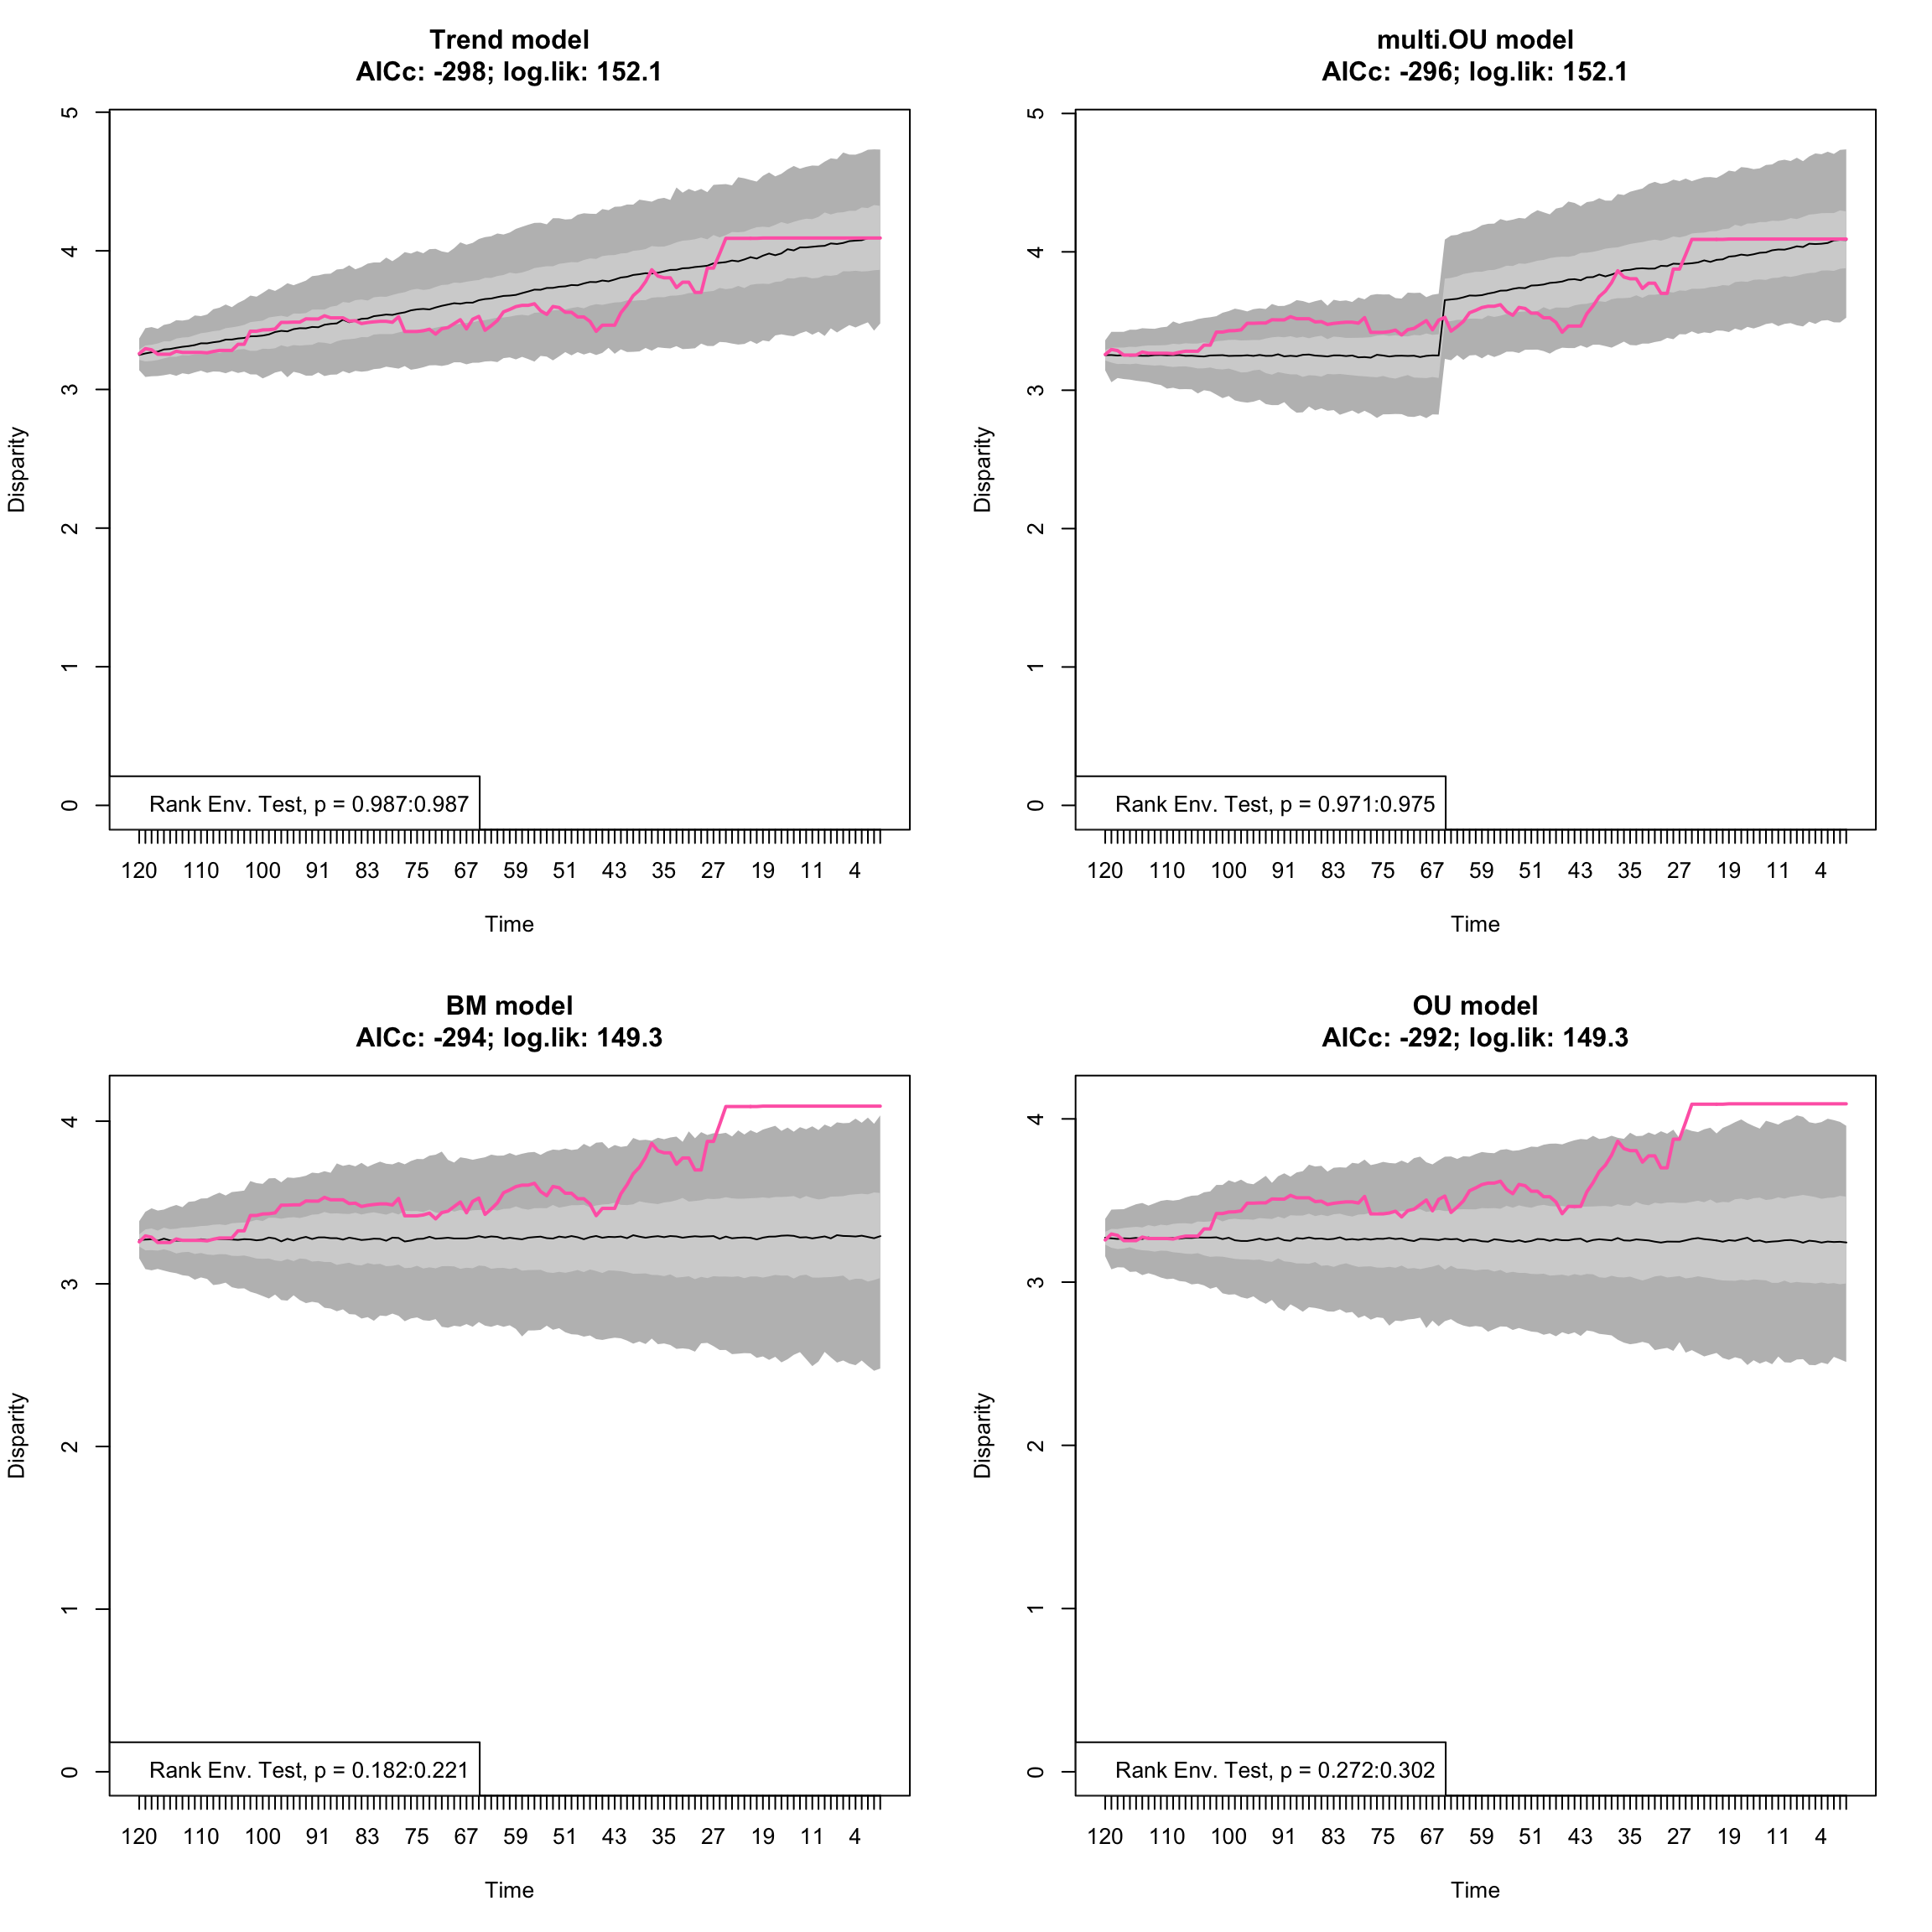 Trend model
AICc: -298; log.lik: 152.1
5
4
3
2
1
0
Disparity
Rank Env. Test, p = 0.987:0.987
120 110 100 91 83 75 67 59 51 43 35 27 19 11 4
Time
multi.OU model
AICc: -296; log.lik: 152.1
5
4
3
2
1
0
Disparity
Rank Env. Test, p = 0.971:0.975
120 110 100 91 83 75 67 59 51 43 35 27 19 11 4
Time
BM model
AICc: -294; log.lik: 149.3
4
3
2
1
0
Disparity
Rank Env. Test, p = 0.182:0.221
120 110 100 91 83 75 67 59 51 43 35 27 19 11 4
Time
OU model
AICc: -292; log.lik: 149.3
4
3
2
1
0
Disparity
Rank Env. Test, p = 0.272:0.302
120 110 100 91 83 75 67 59 51 43 35 27 19 11 4
Time